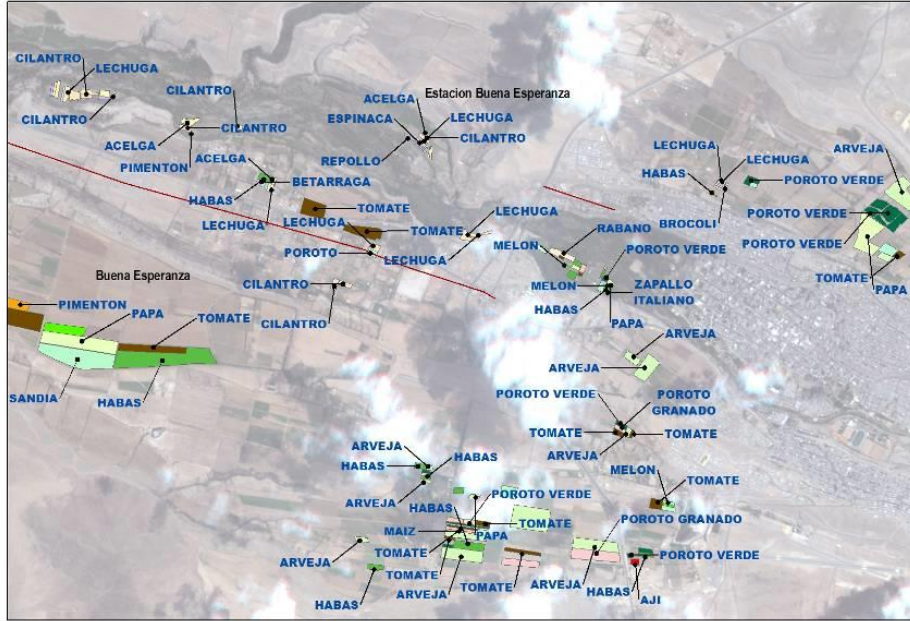 CILANTRO
LECHUGA
CILANTRO
CILANTRO
CILANTRO
ACELGA
PIMENTON
Estacion Buena Esperanza
ACELGA
ESPINACA
LECHUGA
CILANTRO
REPOLLO
ACELGA
BETARRAGA
HABAS
LECHUGA
TOMATE
LECHUGA
TOMATE
POROTO
LECHUGA
LECHUGA
LECHUGA
LECHUGA
HABAS
POROTO VERDE
BROCOLI
ARVEJA
POROTO VERDE
POROTO VERDE
TOMATE
PAPA
RABANO
MELON
POROTO VERDE
MELON
ZAPALLO
ITALIANO
HABAS
PAPA
Buena Esperanza
CILANTRO
CILANTRO
PIMENTON
PAPA
TOMATE
SANDIA
HABAS
ARVEJA
ARVEJA
POROTO VERDE
POROTO
GRANADO
TOMATE
TOMATE
ARVEJA
ARVEJA
HABAS
HABAS
ARVEJA
MELON
TOMATE
POROTO VERDE
HABAS
MAIZ
TOMATE
PAPA
POROTO GRANADO
ARVEJA
TOMATE
TOMATE
ARVEJA
TOMATE
ARVEJA
POROTO VERDE
HABAS
HABAS
AJI